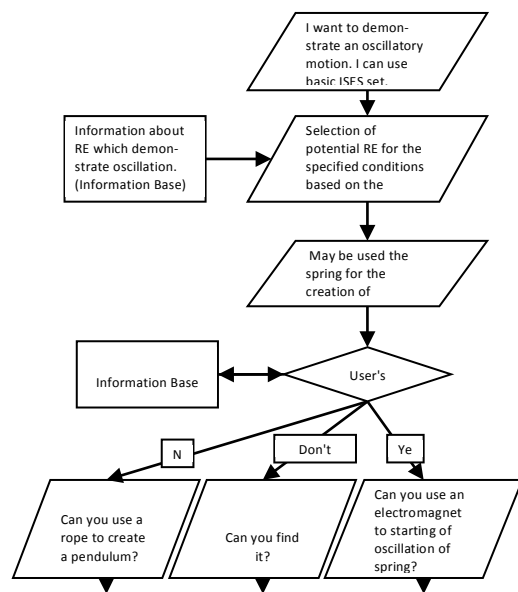 I want to demon-
strate an oscillatory
motion. I can use
basic ISES set.
Information about
RE which demon-
strate oscillation.
(Information Base)
Selection of
potential RE for the
specified conditions
based on the
May be used the
spring for the
creation of
Information Base
User's
N
Don't
Ye
Can you use a
rope to create
a pendulum?
Can you find
it?
Can you use an
electromagnet
to starting of
oscillation of
spring?